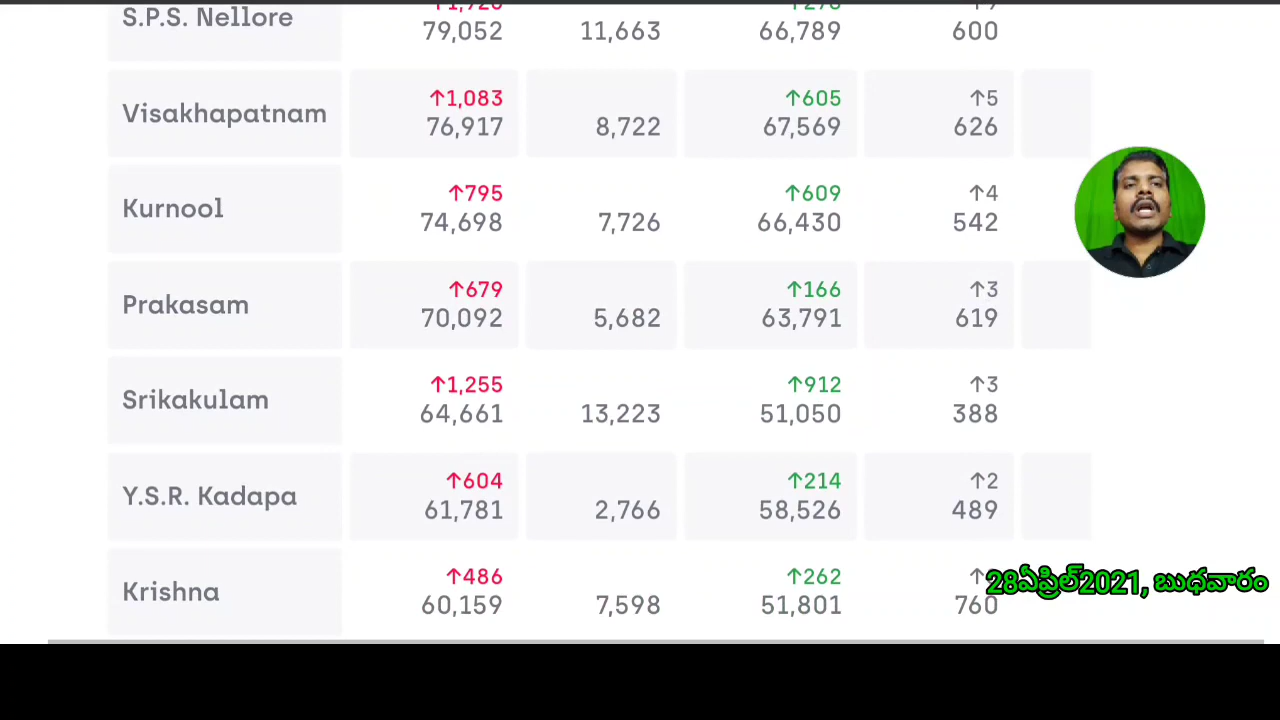 S.P.S. Nellore 79,052 11,663 66,789 600
↑1,083 ↑605 ↑5
Visakhapatnam 76,917 8,722 67,569 626
↑795 ↑609 ↑4
Kurnool 74,698 7,726 66,430 542
↑679 ↑166 ↑3
Prakasam 70,092 5,682 63,791 619
↑1,255 ↑912 ↑3
Srikakulam 64,661 13,223 51,050 388
↑604 ↑214 ↑2
Y.S.R. Kadapa 61,781 2,766 58,526 489
↑486 ↑262
Krishna 60,159 7,598 51,801 760
28ఏప్రిల్2021, బుధవారం